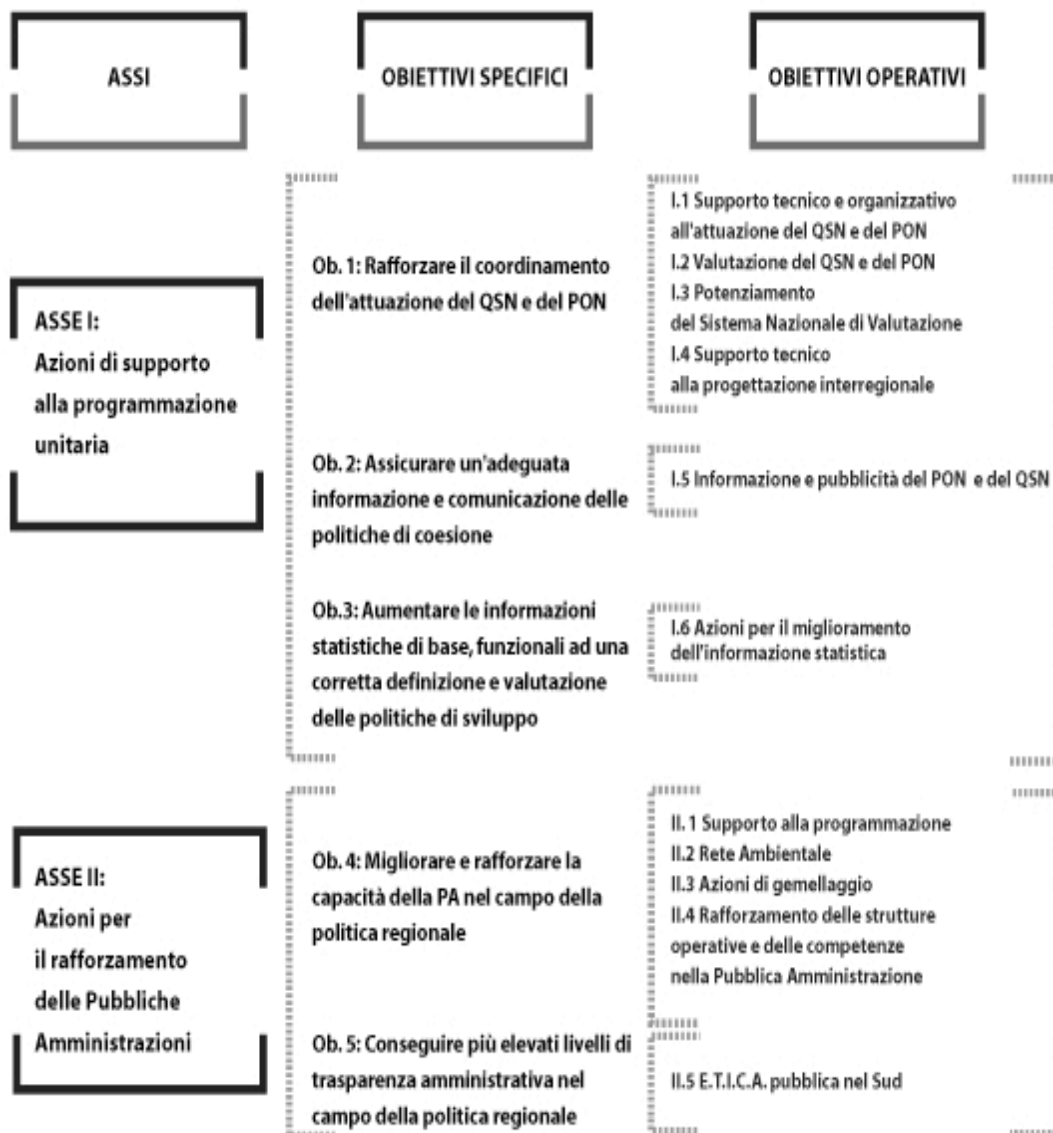 ASSI
OBIETTIVI SPECIFICI
OBIETTIVI OPERATIVI
ASSE I:
Azioni di supporto
alla programmazione
unitaria
Ob. 1: Rafforzare il coordinamento
dell'attuazione del QSN e del PON
I.1 Supporto tecnico e organizzativo
all'attuazione del QSN e del PON
I.2 Valutazione del QSN e del PON
I.3 Potenziamento
del Sistema Nazionale di Valutazione
I.4 Supporto tecnico
alla progettazione interregionale
Ob. 2: Assicurare un'adeguata
informazione e comunicazione delle
politiche di coesione
I.5 Informazione e pubblicità del PON e del QSN
Ob.3: Aumentare le informazioni
statistiche di base, funzionali ad una
corretta definizione e valutazione
delle politiche di sviluppo
I.6 Azioni per il miglioramento
dell'informazione statistica
ASSE II:
Azioni per
il rafforzamento
delle Pubbliche
Amministrazioni
Ob. 4: Migliorare e rafforzare la
capacità della PA nel campo della
politica regionale
II. 1 Supporto alla programmazione
II.2 Rete Ambientale
II.3 Azioni di gemellaggio
II.4 Rafforzamento delle strutture
operative e delle competenze
nella Pubblica Amministrazione
Ob. 5: Conseguire più elevati livelli di
trasparenza amministrativa nel
campo della politica regionale
II.5 E.T.I.C.A. pubblica nel Sud